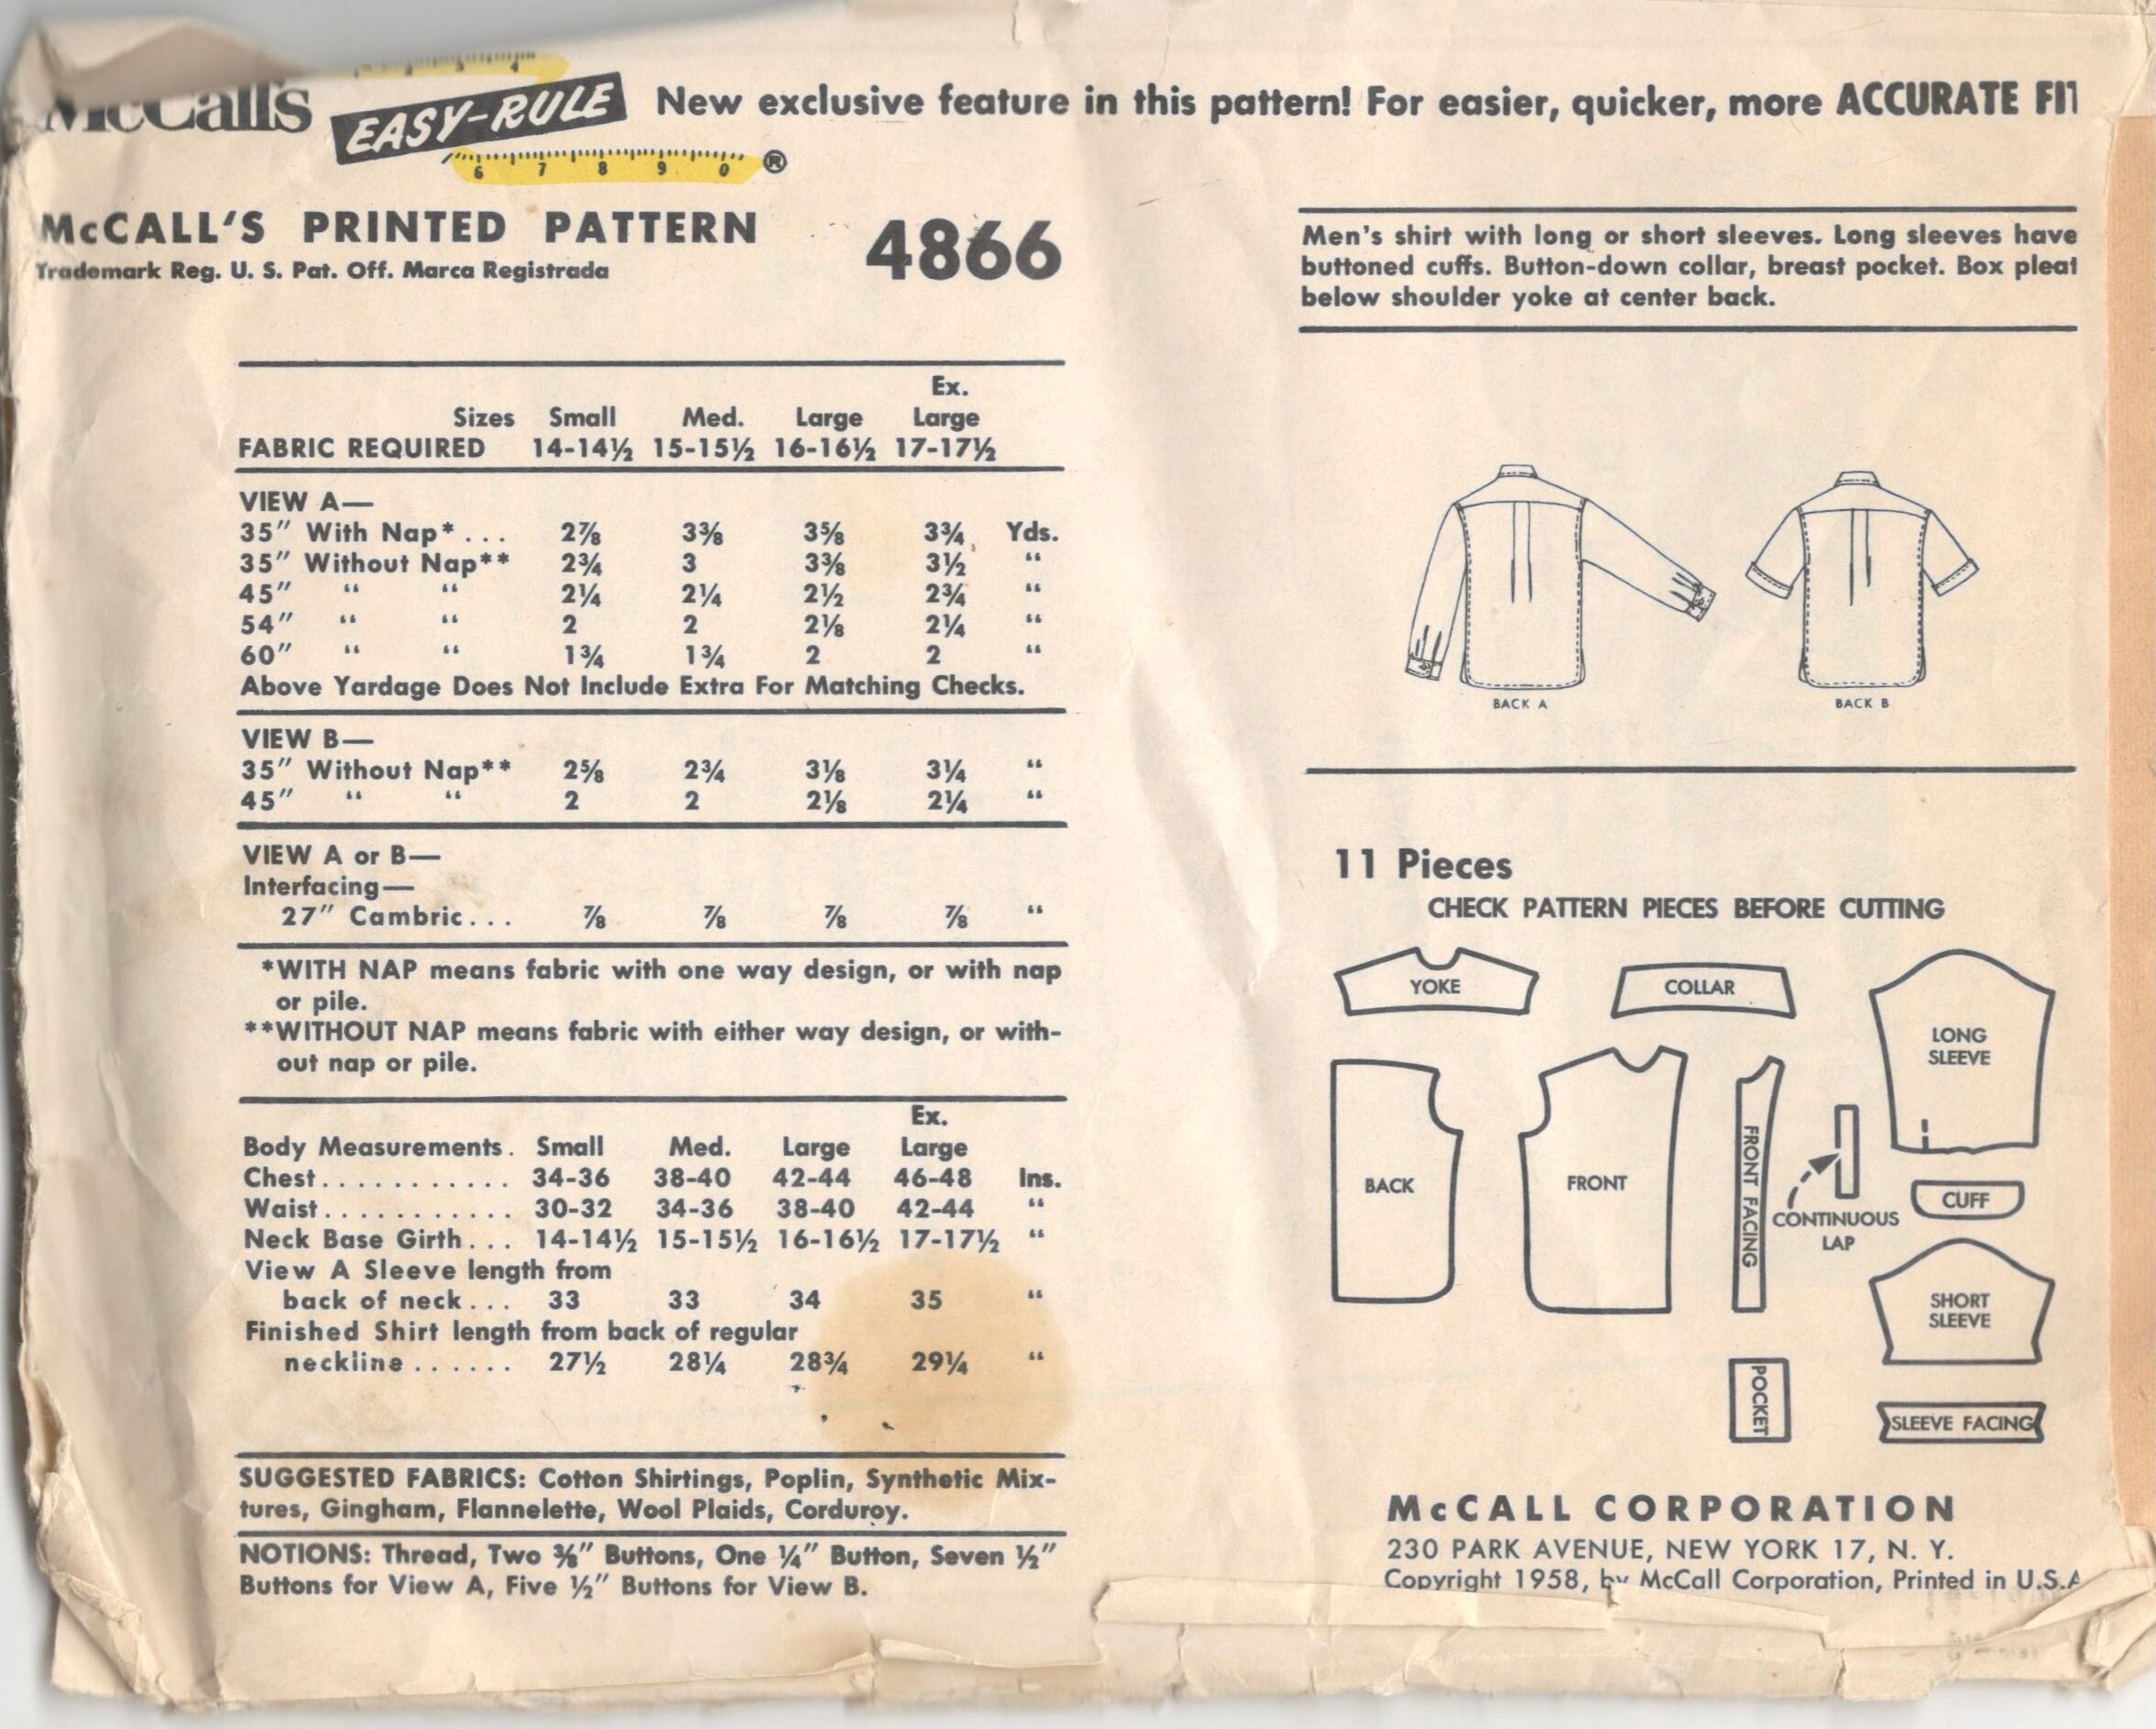 McCall's EASY-RULE ® New exclusive feature in this pattern! For easier, quicker, more ACCURATE FIT
3 4
6 7 8 9 0
McCALL'S PRINTED PATTERN 4866
Trademark Reg. U. S. Pat. Off. Marca Registrada
Ex.
Sizes Small Med. Large Large
FABRIC REQUIRED 14-14½ 15-15½ 16-16½ 17-17½
VIEW A—
35″ With Nap* . . . 2⅞ 3⅜ 3⅝ 3¾ Yds.
35″ Without Nap** 2¾ 3 3⅜ 3½ “
45″ “ “ 2¼ 2¼ 2½ 2¾ “
54″ “ “ 2 2 2⅛ 2¼ “
60″ “ “ 1¾ 1¾ 2 2 “
Above Yardage Does Not Include Extra For Matching Checks.
VIEW B—
35″ Without Nap** 2⅝ 2¾ 3⅛ 3¼ “
45″ “ “ 2 2 2⅛ 2¼ “
VIEW A or B—
Interfacing—
27″ Cambric . . . ⅞ ⅞ ⅞ ⅞ “
*WITH NAP means fabric with one way design, or with nap
or pile.
**WITHOUT NAP means fabric with either way design, or with-
out nap or pile.
Ex.
Body Measurements . Small Med. Large Large
Chest . . . . . . . . . . . 34-36 38-40 42-44 46-48 Ins.
Waist . . . . . . . . . . . 30-32 34-36 38-40 42-44 “
Neck Base Girth . . . 14-14½ 15-15½ 16-16½ 17-17½ “
View A Sleeve length from
back of neck . . . 33 33 34 35 “
Finished Shirt length from back of regular
neckline . . . . . . 27½ 28¼ 28¾ 29¼ “
SUGGESTED FABRICS: Cotton Shirtings, Poplin, Synthetic Mix-
tures, Gingham, Flannelette, Wool Plaids, Corduroy.
NOTIONS: Thread, Two ⅜″ Buttons, One ¼″ Button, Seven ½″
Buttons for View A, Five ½″ Buttons for View B.
Men's shirt with long or short sleeves. Long sleeves have
buttoned cuffs. Button-down collar, breast pocket. Box pleat
below shoulder yoke at center back.
BACK A BACK B
11 Pieces
CHECK PATTERN PIECES BEFORE CUTTING
YOKE
COLLAR
LONG
SLEEVE
BACK
FRONT
FRONT FACING
CONTINUOUS
LAP
CUFF
SHORT
SLEEVE
POCKET
SLEEVE FACING
McCALL CORPORATION
230 PARK AVENUE, NEW YORK 17, N. Y.
Copyright 1958, by McCall Corporation, Printed in U.S.A